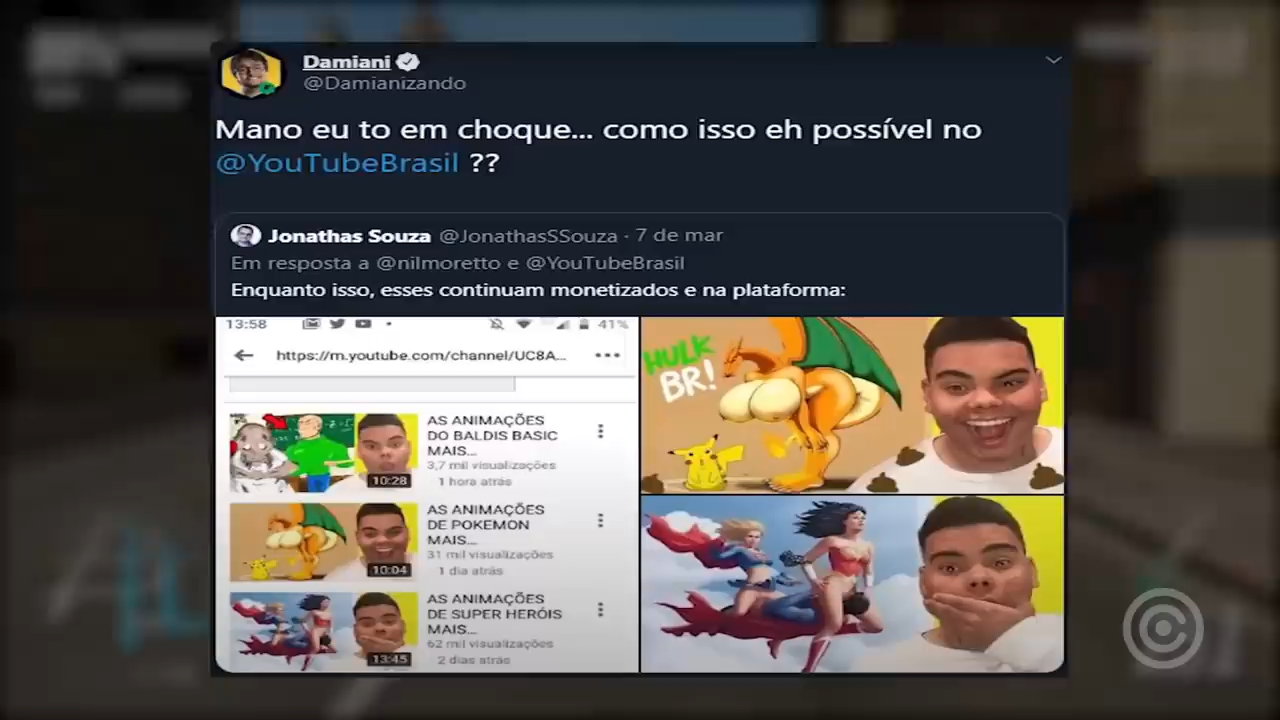 Damiani
@Damianizando
Mano eu to em choque... como isso eh possível no
@YouTubeBrasil ??
Jonathas Souza @JonathasSSouza · 7 de mar
Em resposta a @nilmoretto e @YouTubeBrasil
Enquanto isso, esses continuam monetizados e na plataforma:
13:58
41%
https://m.youtube.com/channel/UC8A...
AS ANIMAÇÕES
DO BALDIS BASIC
MAIS...
3,7 mil visualizações
1 hora atrás
10:28
AS ANIMAÇÕES
DE POKEMON
MAIS...
31 mil visualizações
1 dia atrás
10:04
AS ANIMAÇÕES
DE SUPER HERÓIS
MAIS...
62 mil visualizações
2 dias atrás
13:45
HULK
BR!